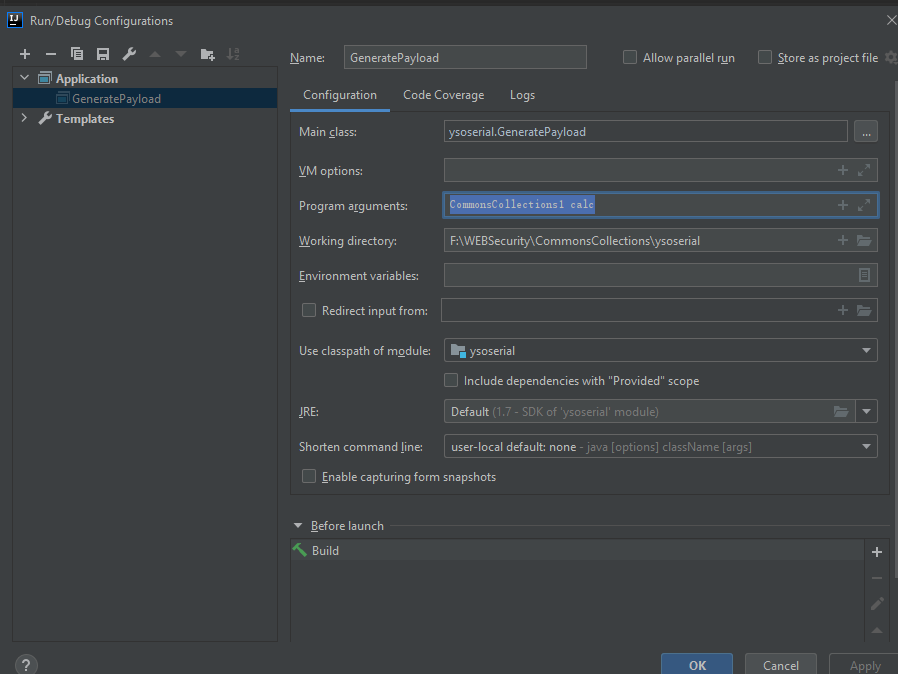 IJ Run/Debug Configurations
Name: GeneratePayload Allow parallel run Store as project file
Application
GeneratePayload
Templates
Configuration Code Coverage Logs
Main class: ysoserial.GeneratePayload ...
VM options:
Program arguments: CommonsCollections1 calc
Working directory: F:\WEBSecurity\CommonsCollections\ysoserial
Environment variables:
Redirect input from:
Use classpath of module: ysoserial
Include dependencies with "Provided" scope
JRE: Default (1.7 - SDK of 'ysoserial' module)
Shorten command line: user-local default: none - java [options] className [args]
Enable capturing form snapshots
Before launch
Build
? OK Cancel Apply